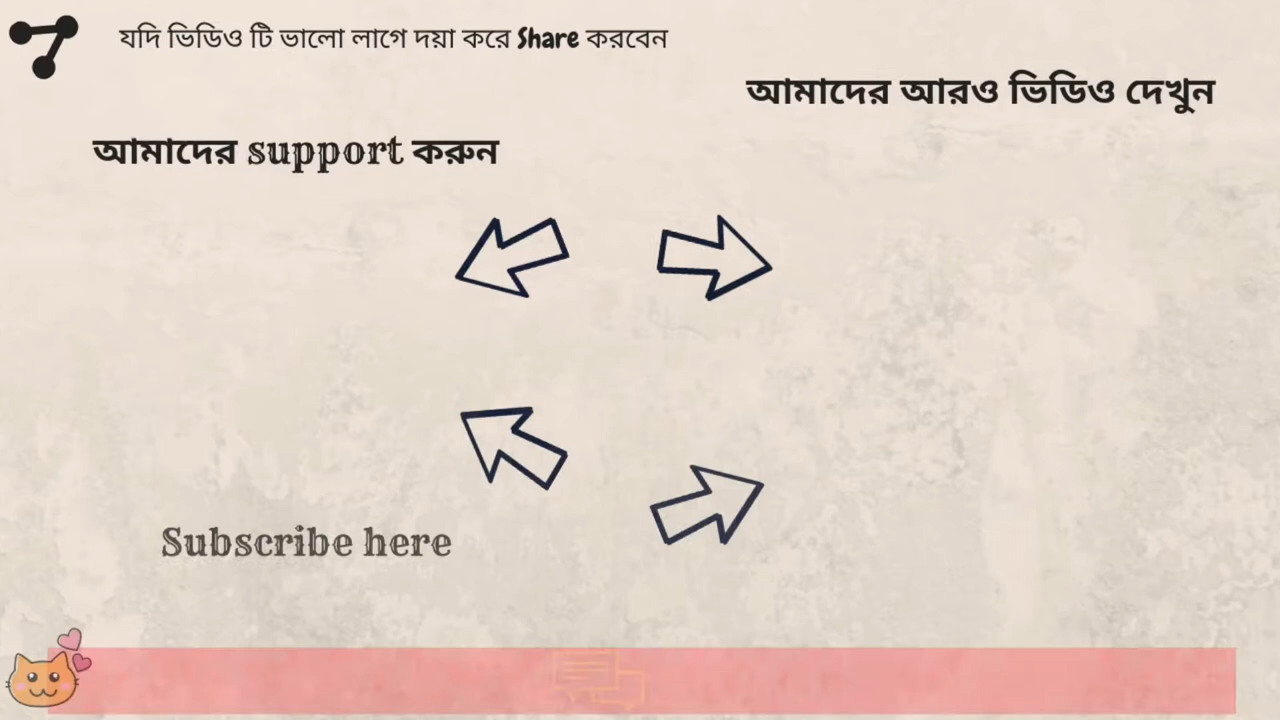 যদি ভিডিও টি ভালো লাগে দয়া করে Share করবেন
আমাদের আরও ভিডিও দেখুন
আমাদের support করুন
Subscribe here